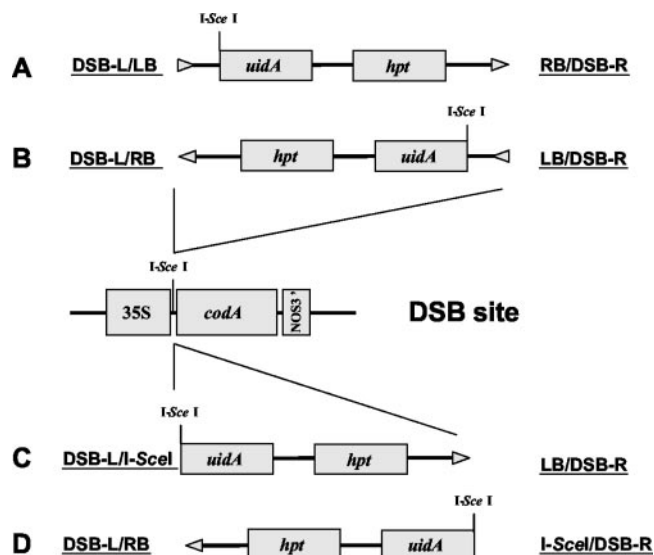 I-Sce I
A DSB-L/LB uidA hpt RB/DSB-R
I-Sce I
B DSB-L/RB hpt uidA LB/DSB-R
I-Sce I
35S codA NOS3' DSB site
I-Sce I
C DSB-L/I-SceI uidA hpt LB/DSB-R
I-Sce I
D DSB-L/RB hpt uidA I-SceI/DSB-R